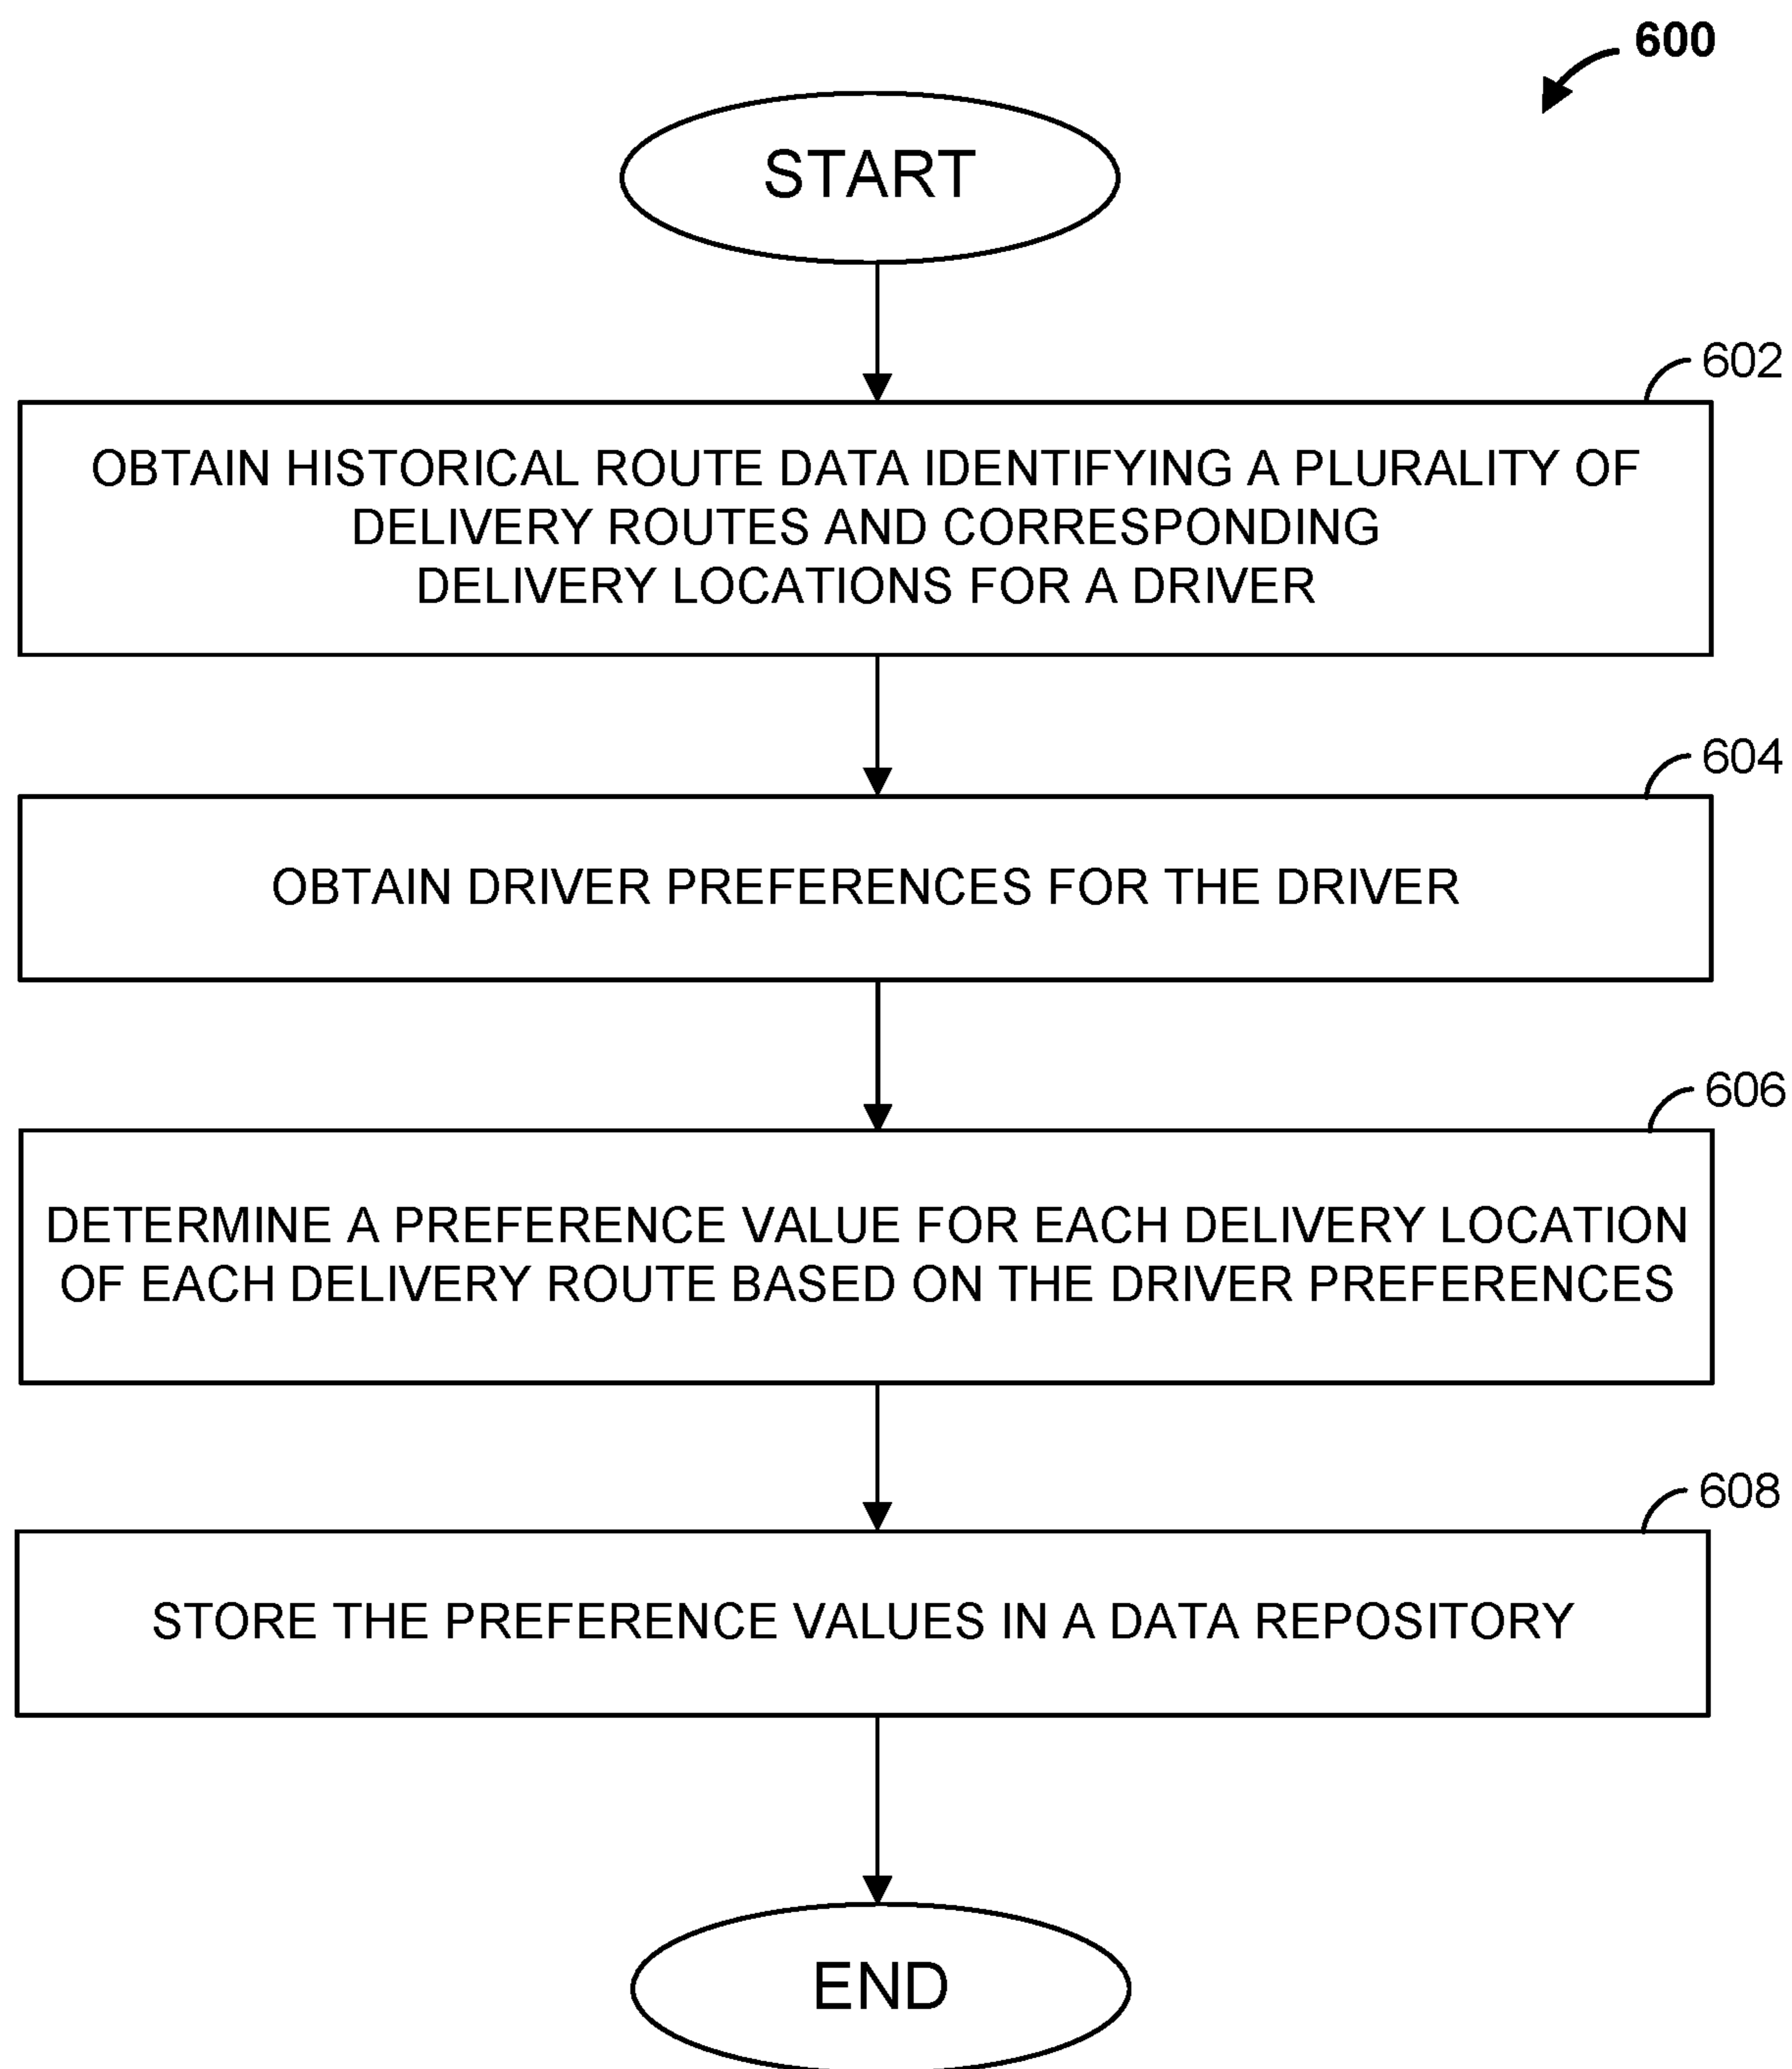 600
START
602
OBTAIN HISTORICAL ROUTE DATA IDENTIFYING A PLURALITY OF
DELIVERY ROUTES AND CORRESPONDING
DELIVERY LOCATIONS FOR A DRIVER
604
OBTAIN DRIVER PREFERENCES FOR THE DRIVER
606
DETERMINE A PREFERENCE VALUE FOR EACH DELIVERY LOCATION
OF EACH DELIVERY ROUTE BASED ON THE DRIVER PREFERENCES
608
STORE THE PREFERENCE VALUES IN A DATA REPOSITORY
END